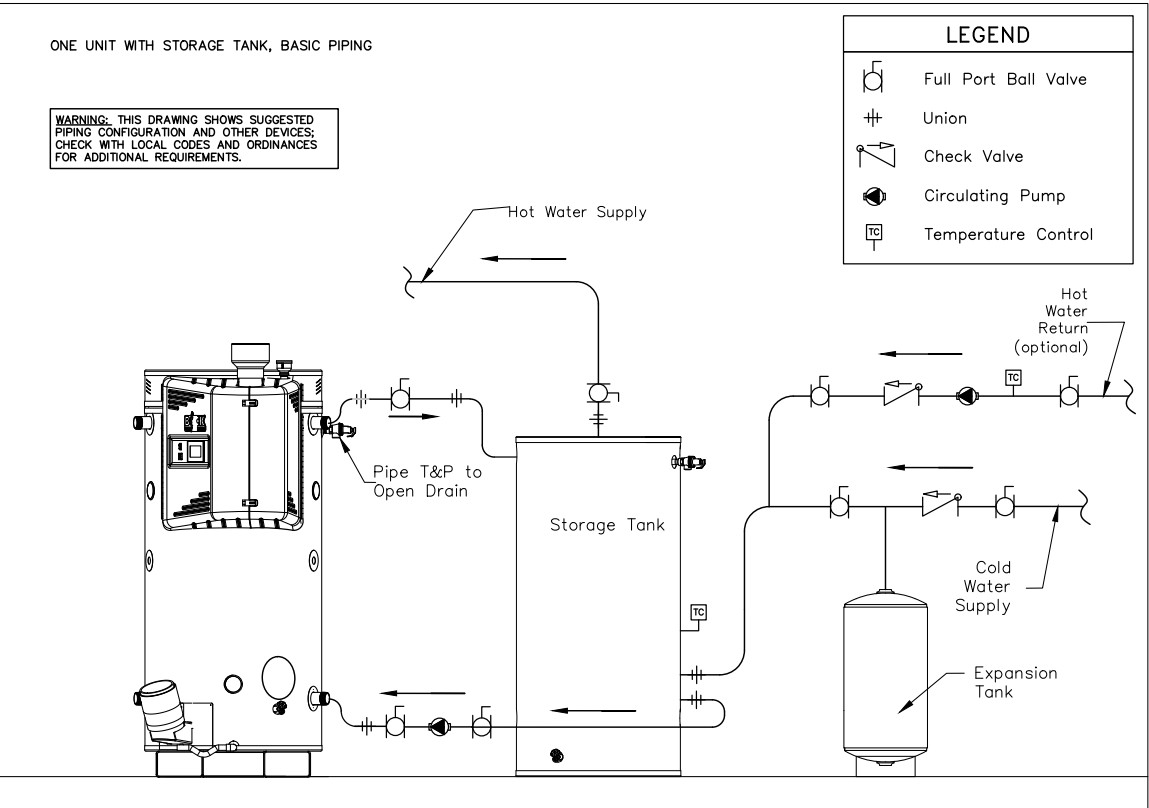 ONE UNIT WITH STORAGE TANK, BASIC PIPING
WARNING: THIS DRAWING SHOWS SUGGESTED
PIPING CONFIGURATION AND OTHER DEVICES;
CHECK WITH LOCAL CODES AND ORDINANCES
FOR ADDITIONAL REQUIREMENTS.
LEGEND
Full Port Ball Valve
Union
Check Valve
Circulating Pump
TC
Temperature Control
Hot Water Supply
Hot
Water
Return
(optional)
TC
Pipe T&P to
Open Drain
Storage Tank
Cold
Water
Supply
TC
Expansion
Tank